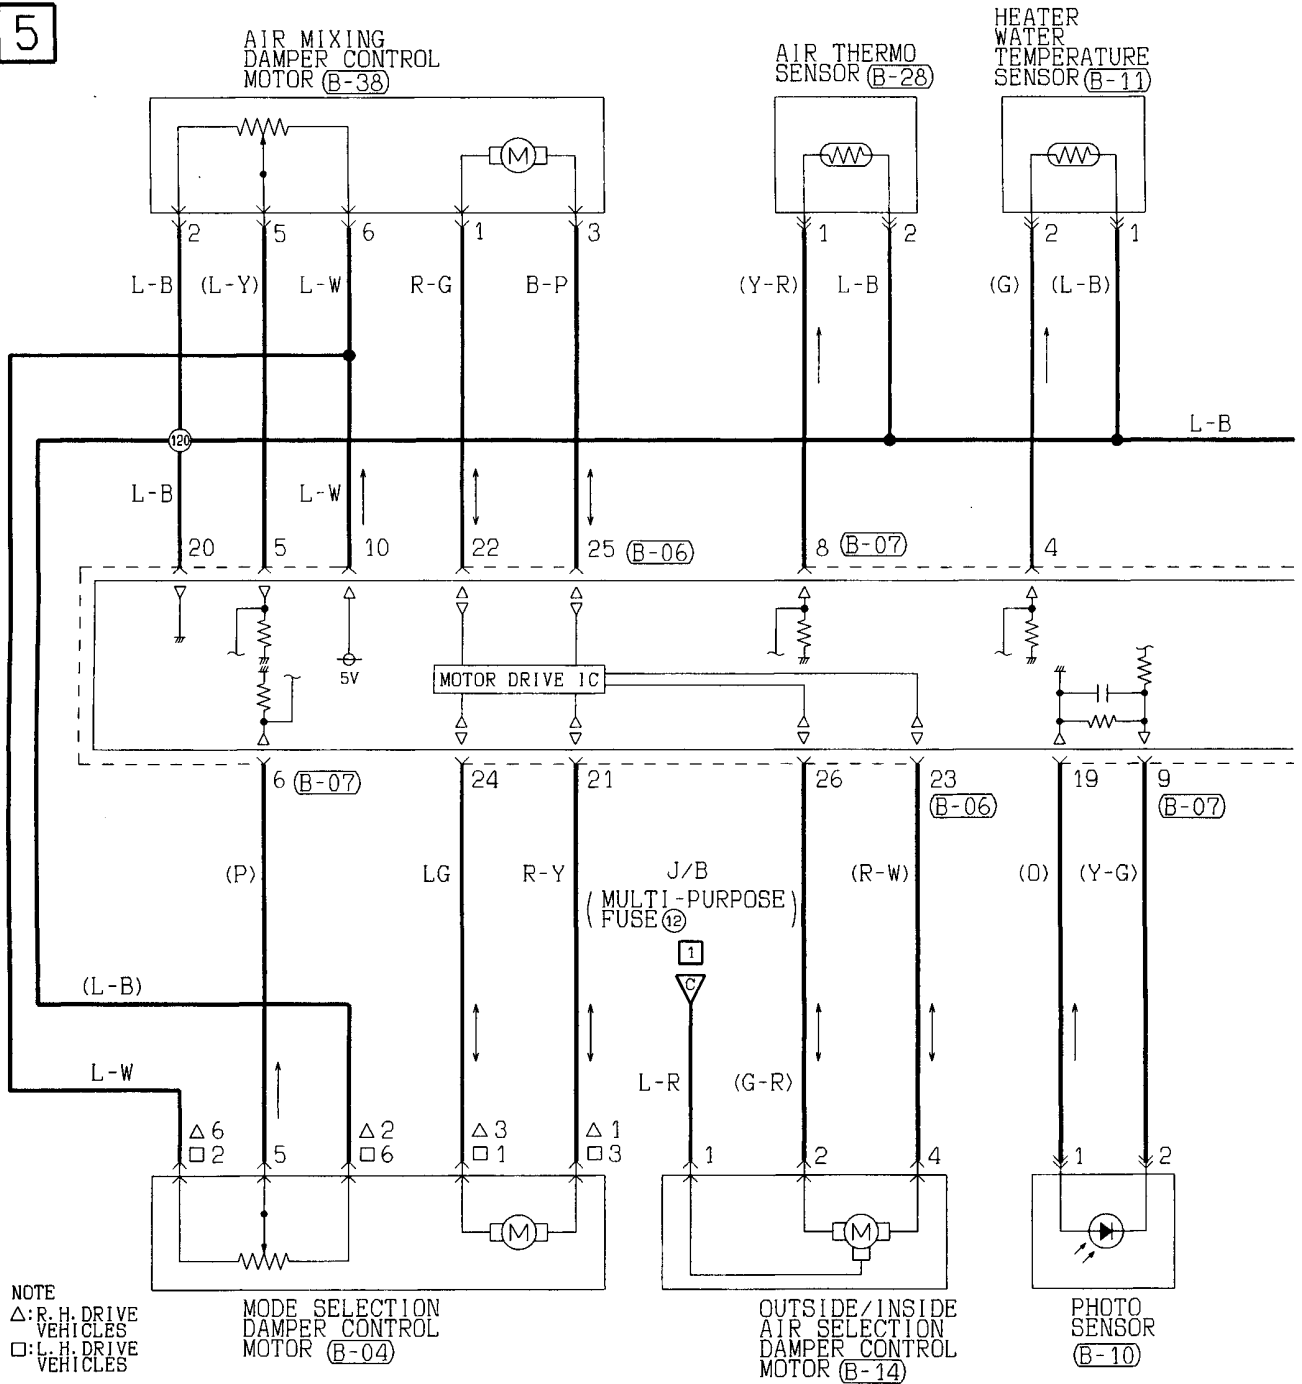 5
AIR MIXING
DAMPER CONTROL
MOTOR (B-38)
AIR THERMO
SENSOR (B-28)
HEATER
WATER
TEMPERATURE
SENSOR (B-11)
M
2 5 6 1 3 1 2 2 1
L-B (L-Y) L-W R-G B-P (Y-R) L-B (G) (L-B)
120
L-B
L-B L-W
20 5 10 22 25 (B-06) 8 (B-07) 4
5V
MOTOR DRIVE IC
6 (B-07) 24 21 26 23 (B-06) 19 9 (B-07)
(P) LG R-Y (R-W) (O) (Y-G)
J/B
(MULTI-PURPOSE)
FUSE 12
1
C
(L-B)
L-W
L-R (G-R)
△6 △2 △3 △1
□2 5 □6 □1 □3 1 2 4 1 2
M M
NOTE
△:R.H.DRIVE
VEHICLES
□:L.H.DRIVE
VEHICLES
MODE SELECTION
DAMPER CONTROL
MOTOR (B-04)
OUTSIDE/INSIDE
AIR SELECTION
DAMPER CONTROL
MOTOR (B-14)
PHOTO
SENSOR
(B-10)